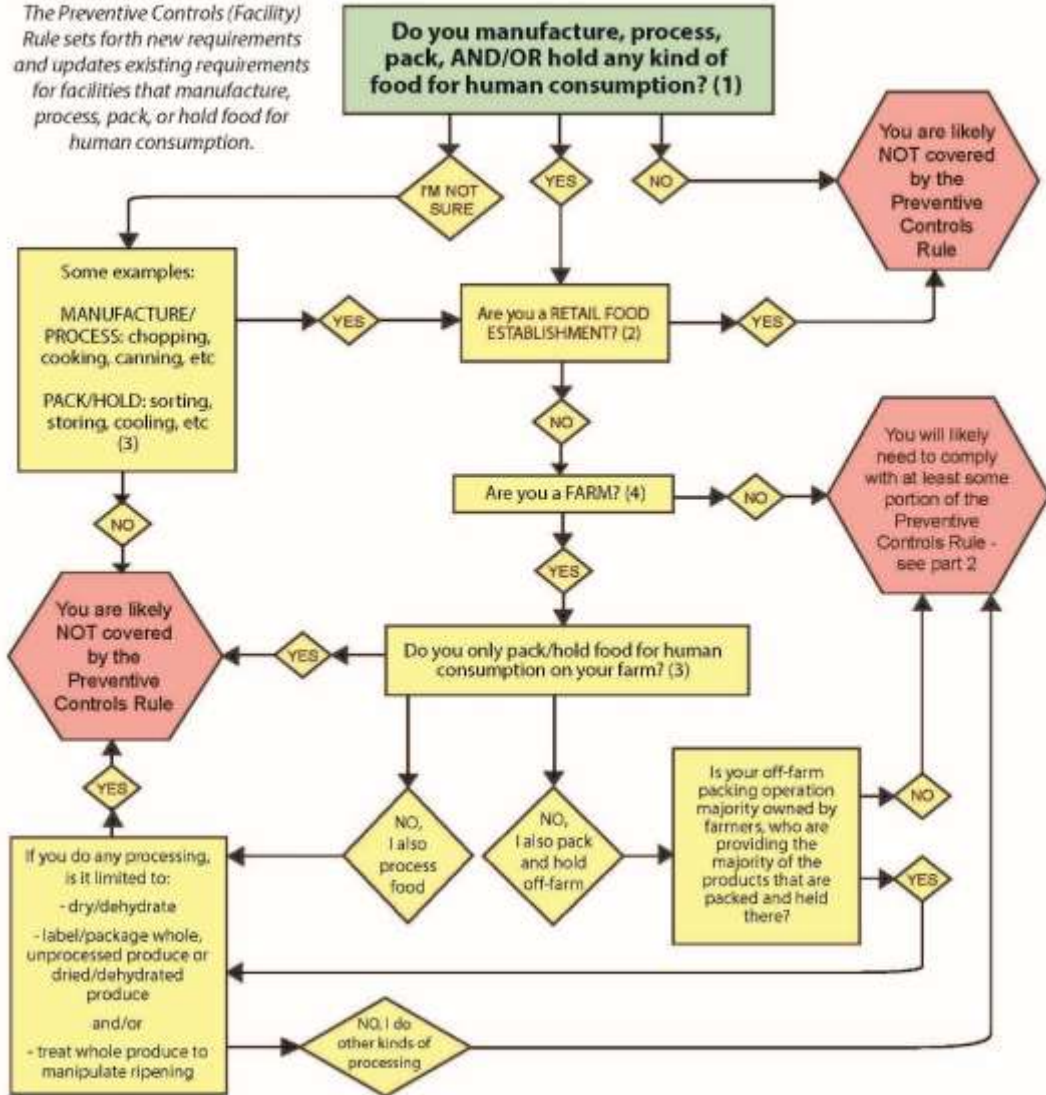 The Preventive Controls (Facility)
Rule sets forth new requirements
and updates existing requirements
for facilities that manufacture,
process, pack, or hold food for
human consumption.
Do you manufacture, process,
pack, AND/OR hold any kind of
food for human consumption? (1)
I'M NOT
SURE
YES
NO
You are likely
NOT covered
by the
Preventive
Controls
Rule
Some examples:
MANUFACTURE/
PROCESS: chopping,
cooking, canning, etc
PACK/HOLD: sorting,
storing, cooling, etc
(3)
YES
Are you a RETAIL FOOD
ESTABLISHMENT? (2)
YES
NO
NO
Are you a FARM? (4)
NO
You will likely
need to comply
with at least some
portion of the
Preventive
Controls Rule -
see part 2
YES
You are likely
NOT covered
by the
Preventive
Controls Rule
YES
Do you only pack/hold food for human
consumption on your farm? (3)
NO,
I also
process
food
NO,
I also pack
and hold
off-farm
Is your off-farm
packing operation
majority owned by
farmers, who are
providing the
majority of the
products that are
packed and held
there?
NO
YES
YES
If you do any processing,
is it limited to:
- dry/dehydrate
- label/package whole,
unprocessed produce or
dried/dehydrated
produce
and/or
- treat whole produce to
manipulate ripening
NO, I do
other kinds of
processing